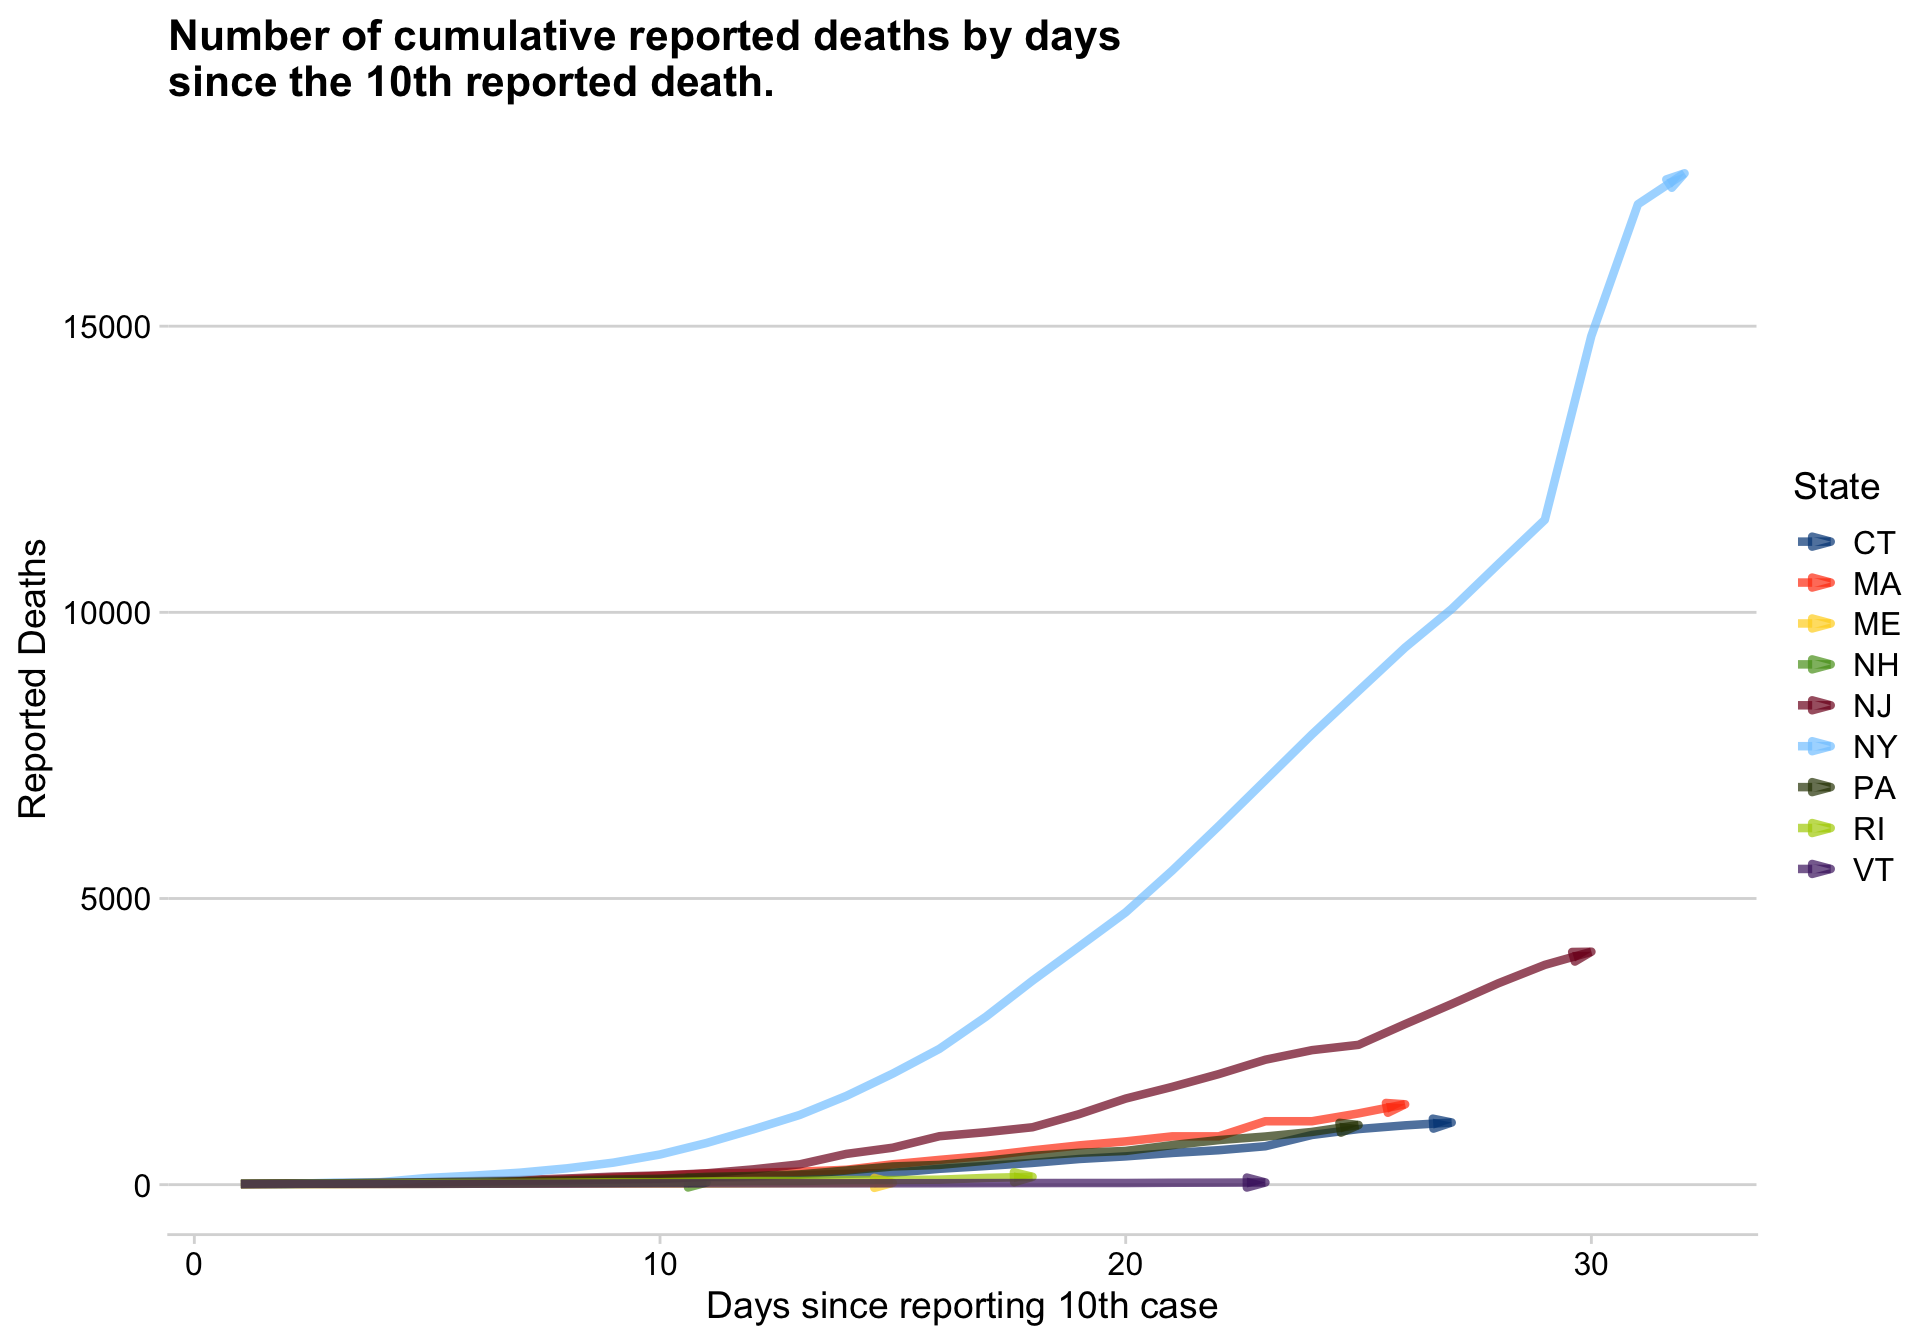 Number of cumulative reported deaths by days
since the 10th reported death.
15000
10000
5000
0
Reported Deaths
0 10 20 30
Days since reporting 10th case
State
CT
MA
ME
NH
NJ
NY
PA
RI
VT